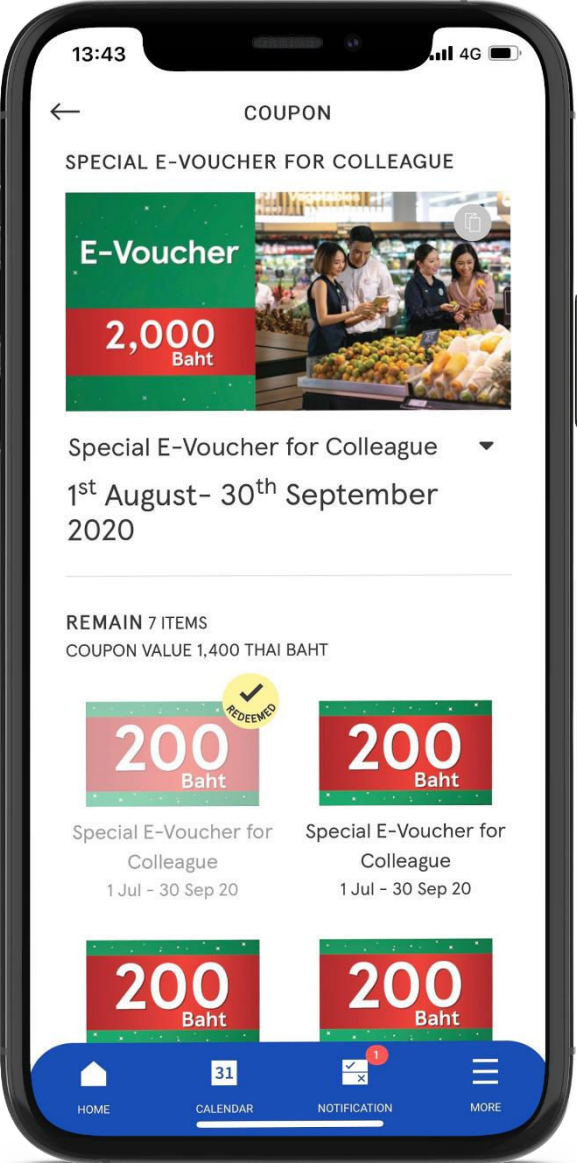 13:43
4G
COUPON
SPECIAL E-VOUCHER FOR COLLEAGUE
E-Voucher
2,000
Baht
Special E-Voucher for Colleague
1st August- 30th September
2020
REMAIN 7 ITEMS
COUPON VALUE 1,400 THAI BAHT
REDEEMED
200
Baht
200
Baht
Special E-Voucher for
Colleague
1 Jul - 30 Sep 20
Special E-Voucher for
Colleague
1 Jul - 30 Sep 20
200
Baht
200
Baht
31
1
HOME
CALENDAR
NOTIFICATION
MORE